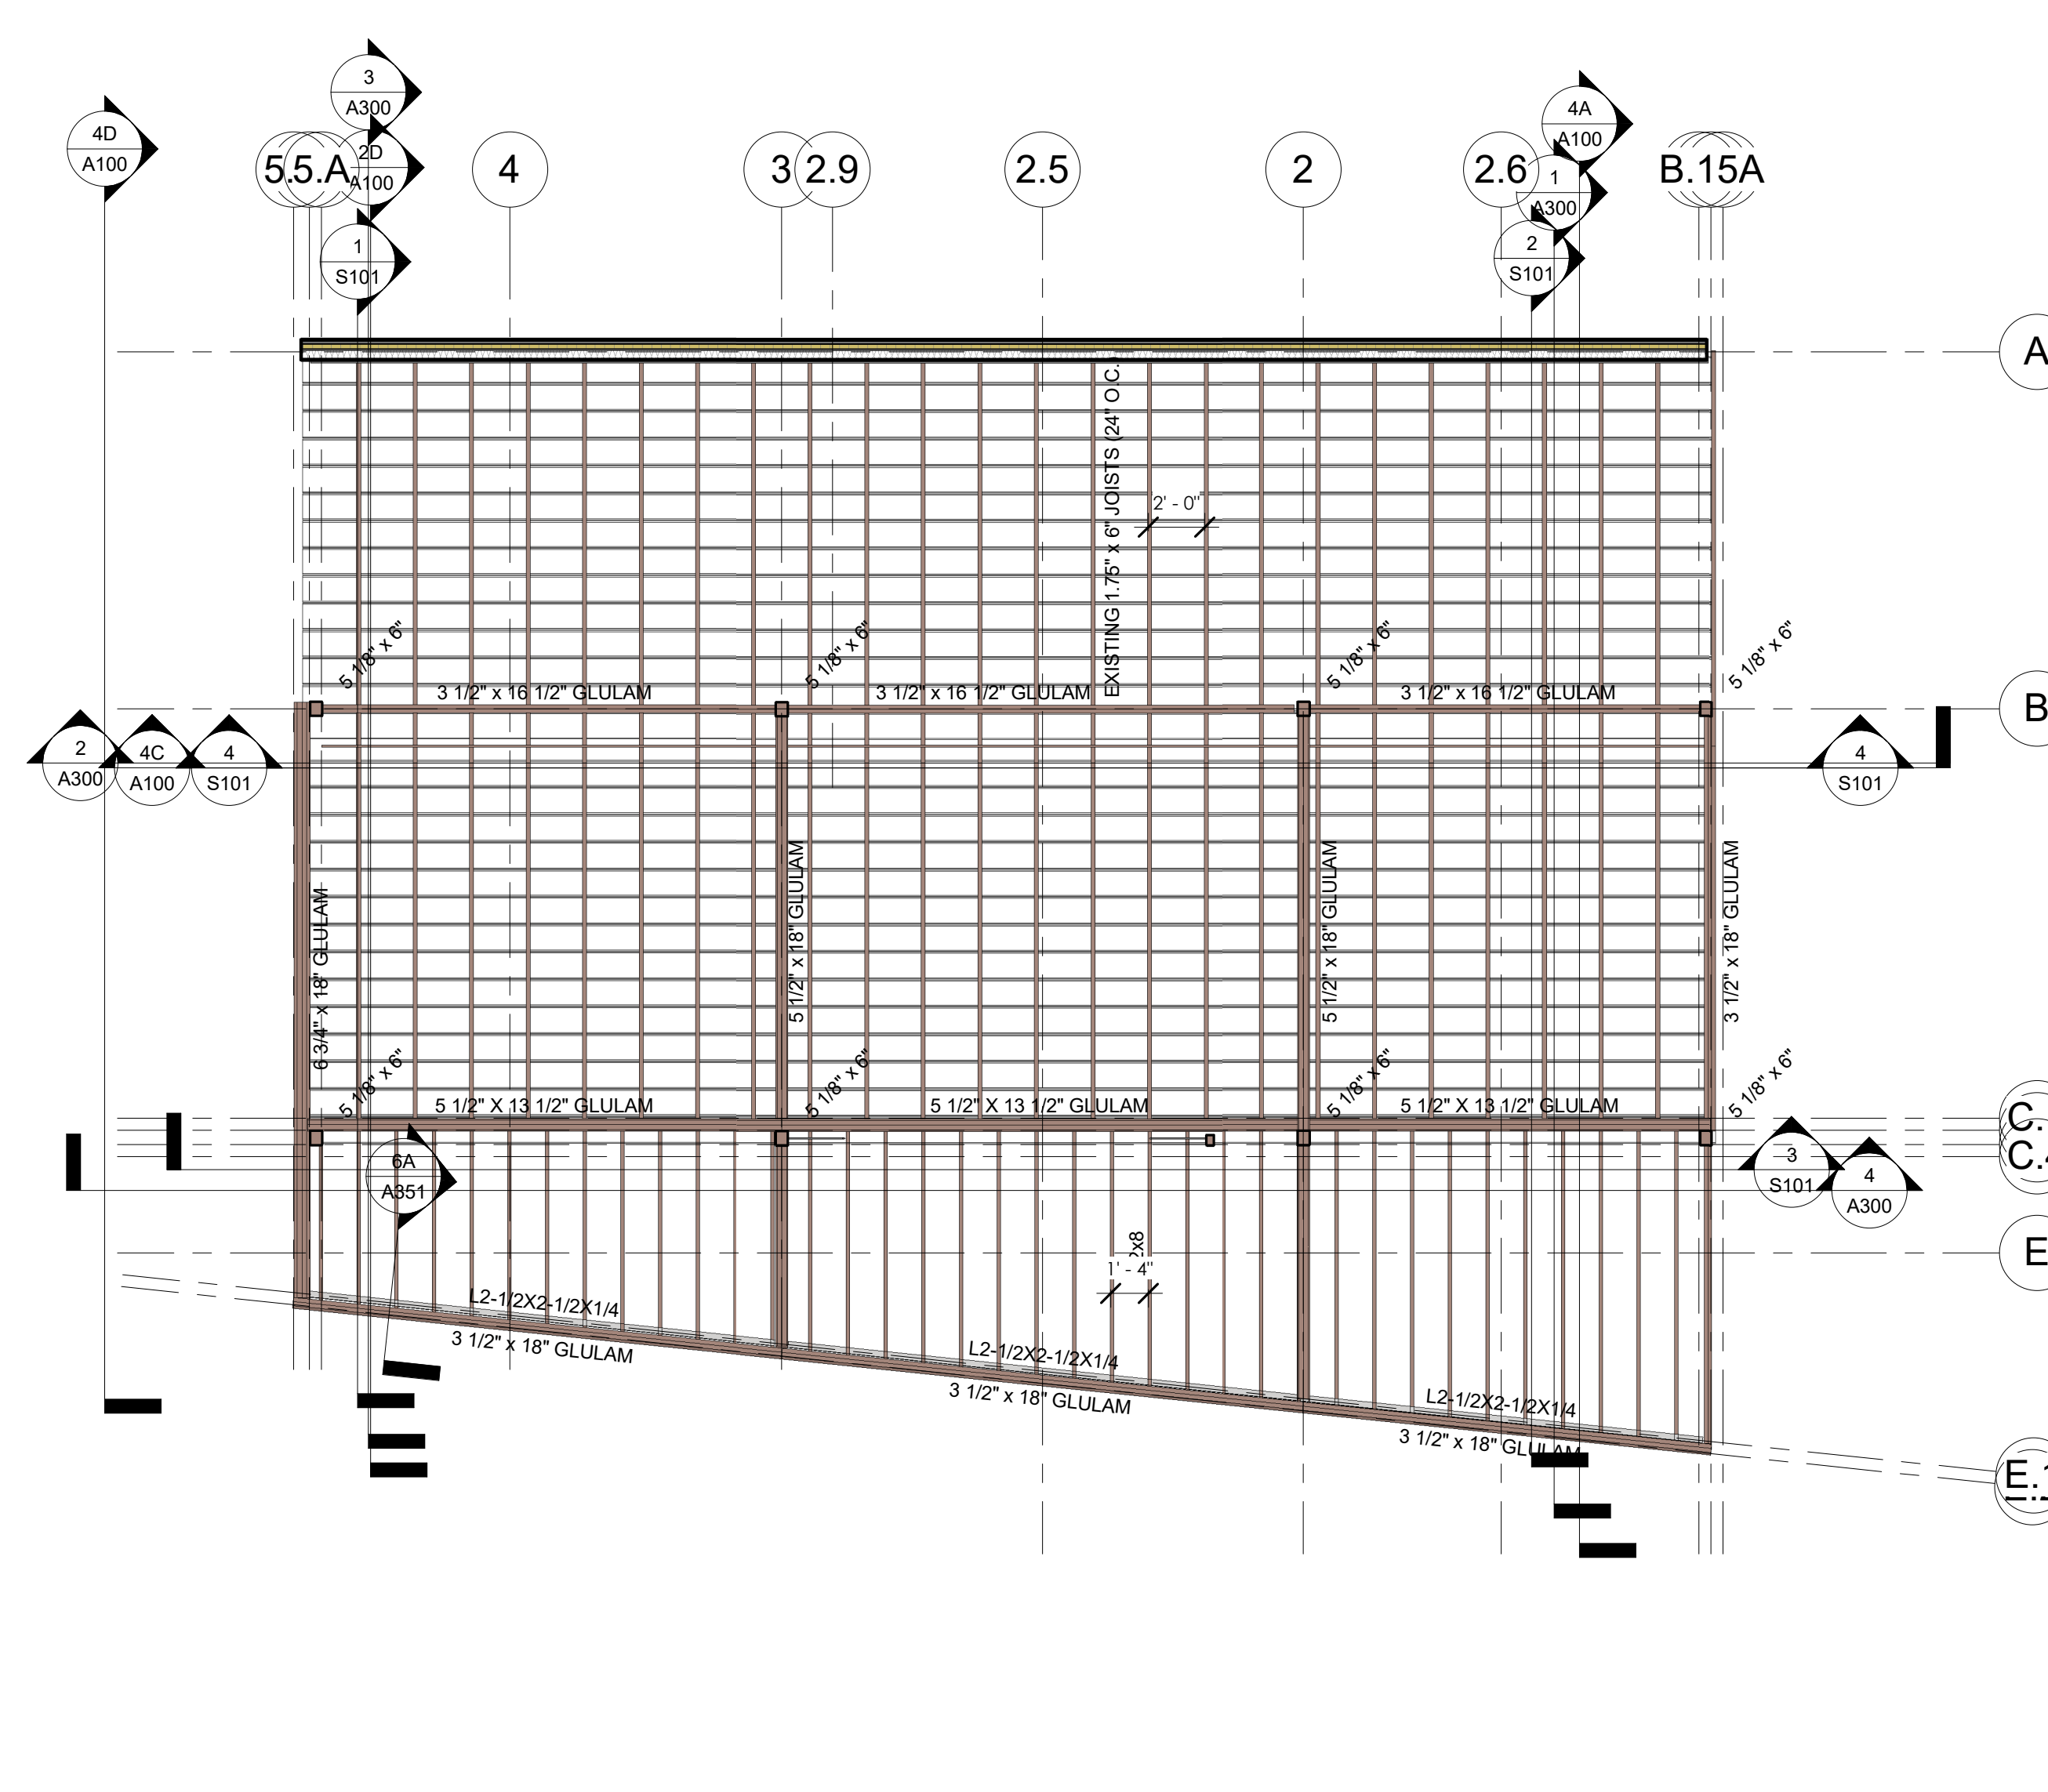 3
A300
4D
A100
2D
A100
4A
A100
5.
5.A
4
3
2.9
2.5
2
2.6
B.15A
1
A300
1
S101
2
S101
A
EXISTING 1.75" x 6" JOISTS (24" O.C.)
2' - 0"
5 1/8" x 6"
5 1/8" x 6"
5 1/8" x 6"
5 1/8" x 6"
3 1/2" x 16 1/2" GLULAM
3 1/2" x 16 1/2" GLULAM
3 1/2" x 16 1/2" GLULAM
B
2
A300
4C
A100
4
S101
4
S101
6 3/4" x 18" GLULAM
5 1/2" x 18" GLULAM
5 1/2" x 18" GLULAM
3 1/2" x 18" GLULAM
5 1/8" x 6"
5 1/8" x 6"
5 1/8" x 6"
5 1/8" x 6"
5 1/2" X 13 1/2" GLULAM
5 1/2" X 13 1/2" GLULAM
5 1/2" X 13 1/2" GLULAM
C.
C.4
6A
A351
3
S101
4
A300
2x8
1' - 4"
E
L2-1/2X2-1/2X1/4
3 1/2" x 18" GLULAM
L2-1/2X2-1/2X1/4
3 1/2" x 18" GLULAM
L2-1/2X2-1/2X1/4
3 1/2" x 18" GLULAM
E.1